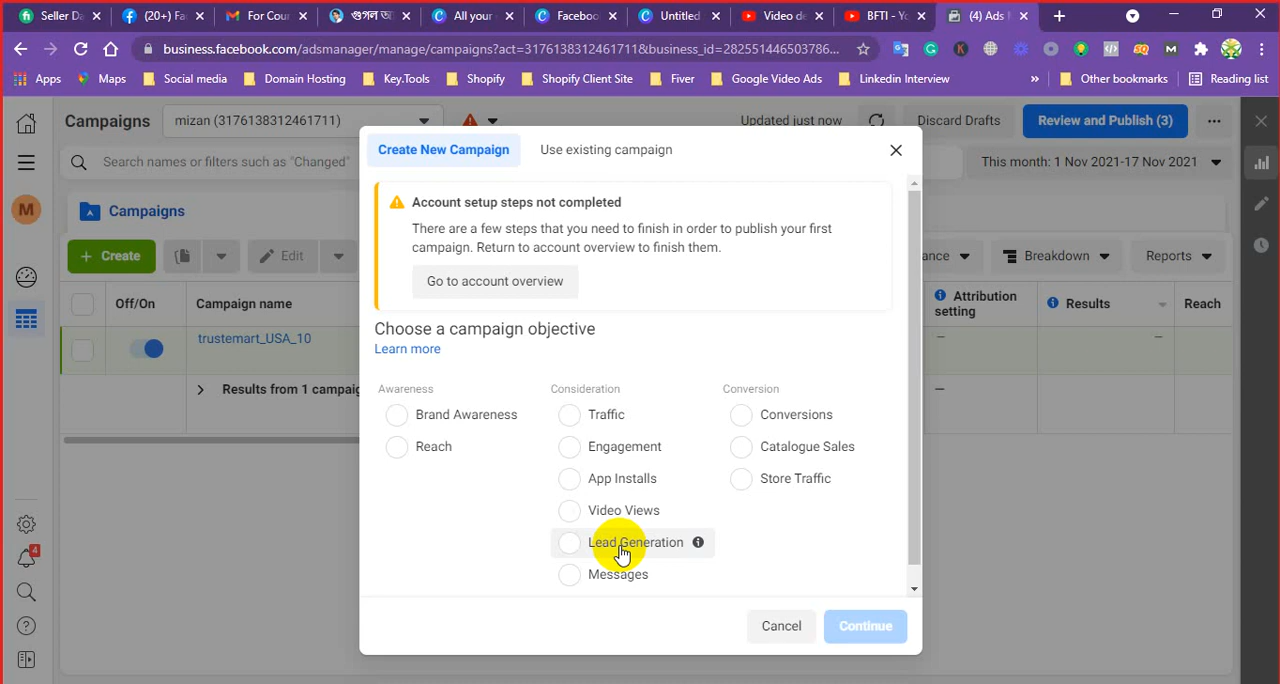 Seller Da
(20+) Fa
For Cour
গুগল অ
All your
Faceboo
Untitled
Video de
BFTI - Yo
(4) Ads
business.facebook.com/adsmanager/manage/campaigns?act=3176138312461711&business_id=282551446503786...
Apps
Maps
Social media
Domain Hosting
Key.Tools
Shopify
Shopify Client Site
Fiver
Google Video Ads
Linkedin Interview
»
Other bookmarks
Reading list
Campaigns
mizan (3176138312461711)
Updated just now
Discard Drafts
Review and Publish (3)
Search names or filters such as "Changed"
This month: 1 Nov 2021-17 Nov 2021
M
Campaigns
+ Create
Edit
ance
Breakdown
Reports
Off/On
Campaign name
Attribution
setting
Results
Reach
trustemart_USA_10
–
–
Results from 1 campaig
–
4
Create New Campaign
Use existing campaign
Account setup steps not completed
There are a few steps that you need to finish in order to publish your first
campaign. Return to account overview to finish them.
Go to account overview
Choose a campaign objective
Learn more
Awareness
Brand Awareness
Reach
Consideration
Traffic
Engagement
App Installs
Video Views
Lead Generation
Messages
Conversion
Conversions
Catalogue Sales
Store Traffic
Cancel
Continue